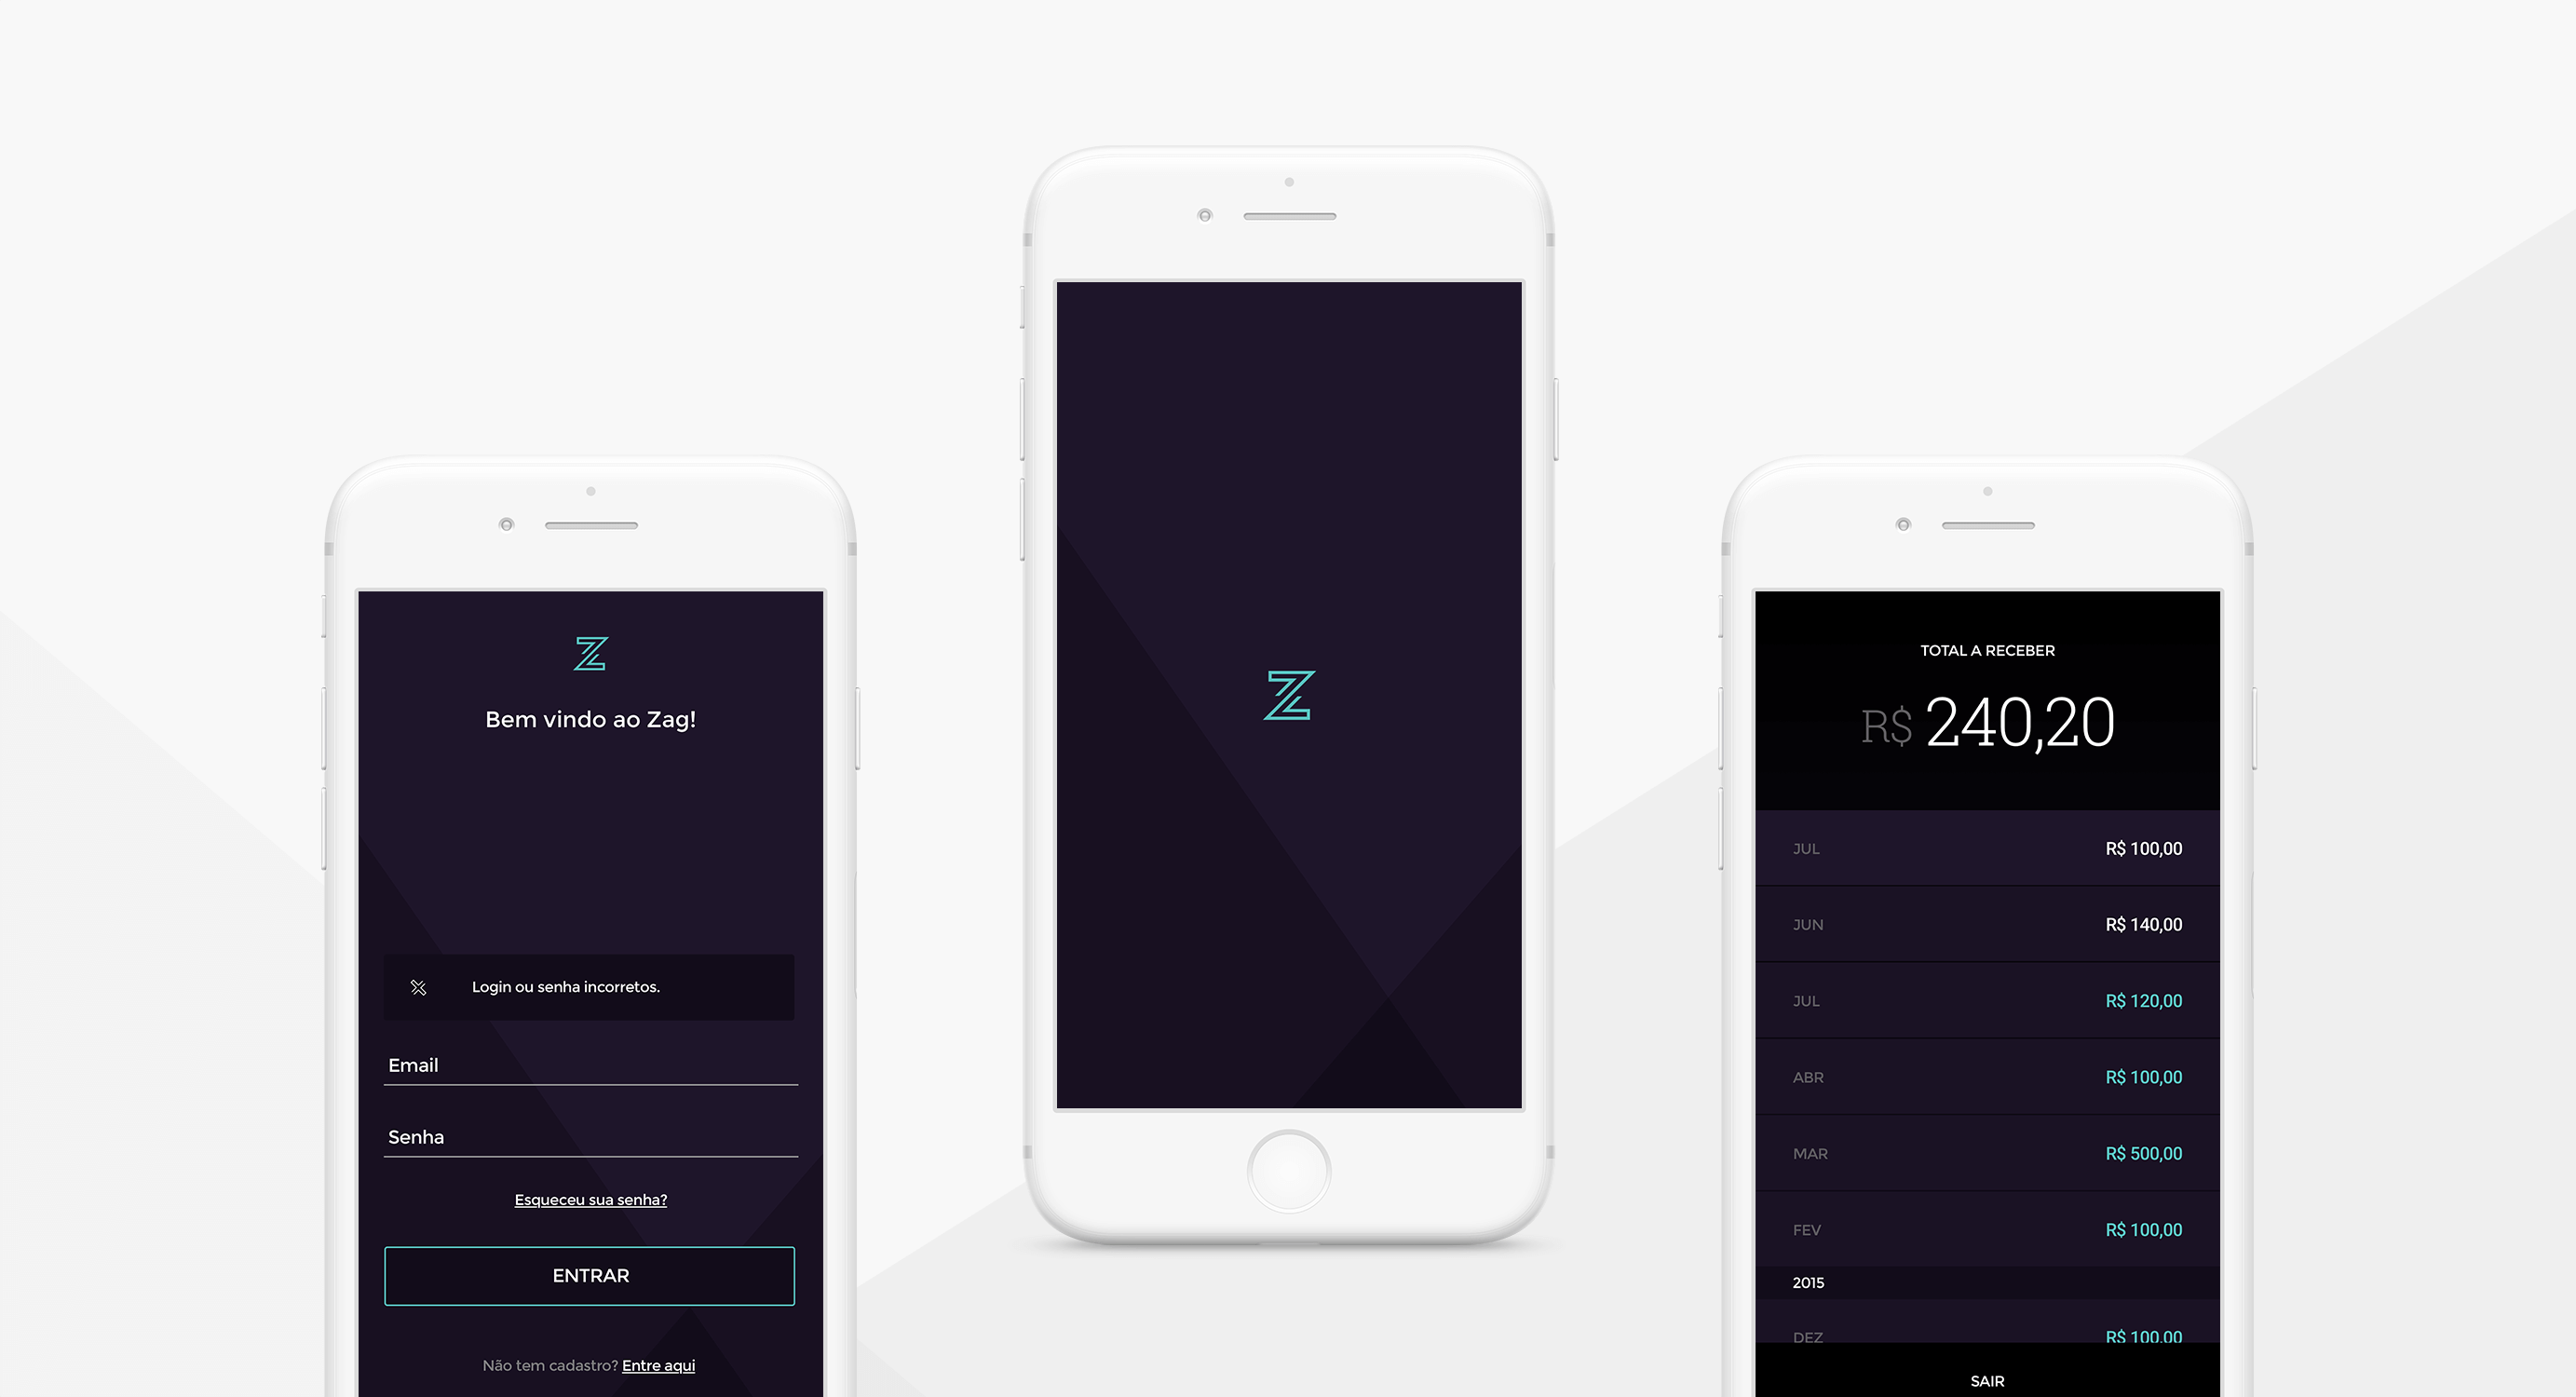 Z
Bem vindo ao Zag!
Login ou senha incorretos.
Email
Senha
Esqueceu sua senha?
ENTRAR
Não tem cadastro? Entre aqui
Z
TOTAL A RECEBER
R$ 240,20
JUL R$ 100,00
JUN R$ 140,00
JUL R$ 120,00
ABR R$ 100,00
MAR R$ 500,00
FEV R$ 100,00
2015
DEZ R$ 100,00
SAIR